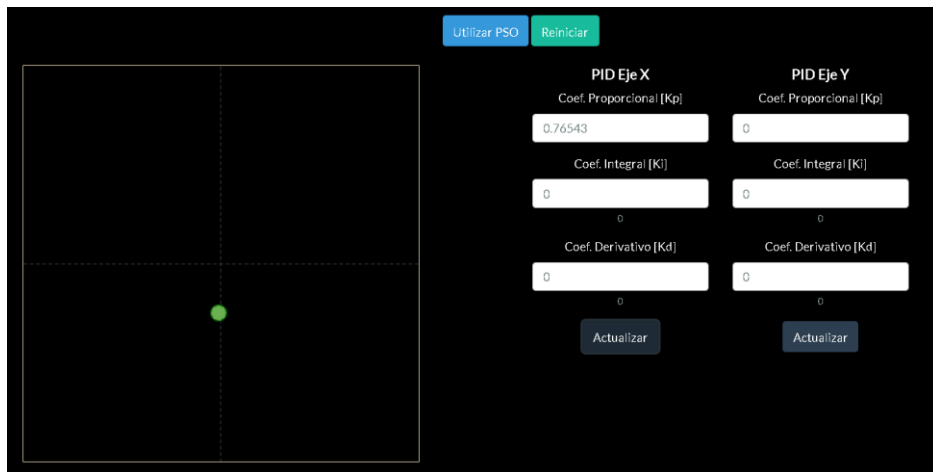 Utilizar PSO Reiniciar
PID Eje X PID Eje Y
Coef. Proporcional [Kp] Coef. Proporcional [Kp]
0.76543 0
Coef. Integral [Ki] Coef. Integral [Ki]
0 0
0 0
Coef. Derivativo [Kd] Coef. Derivativo [Kd]
0 0
0 0
Actualizar Actualizar